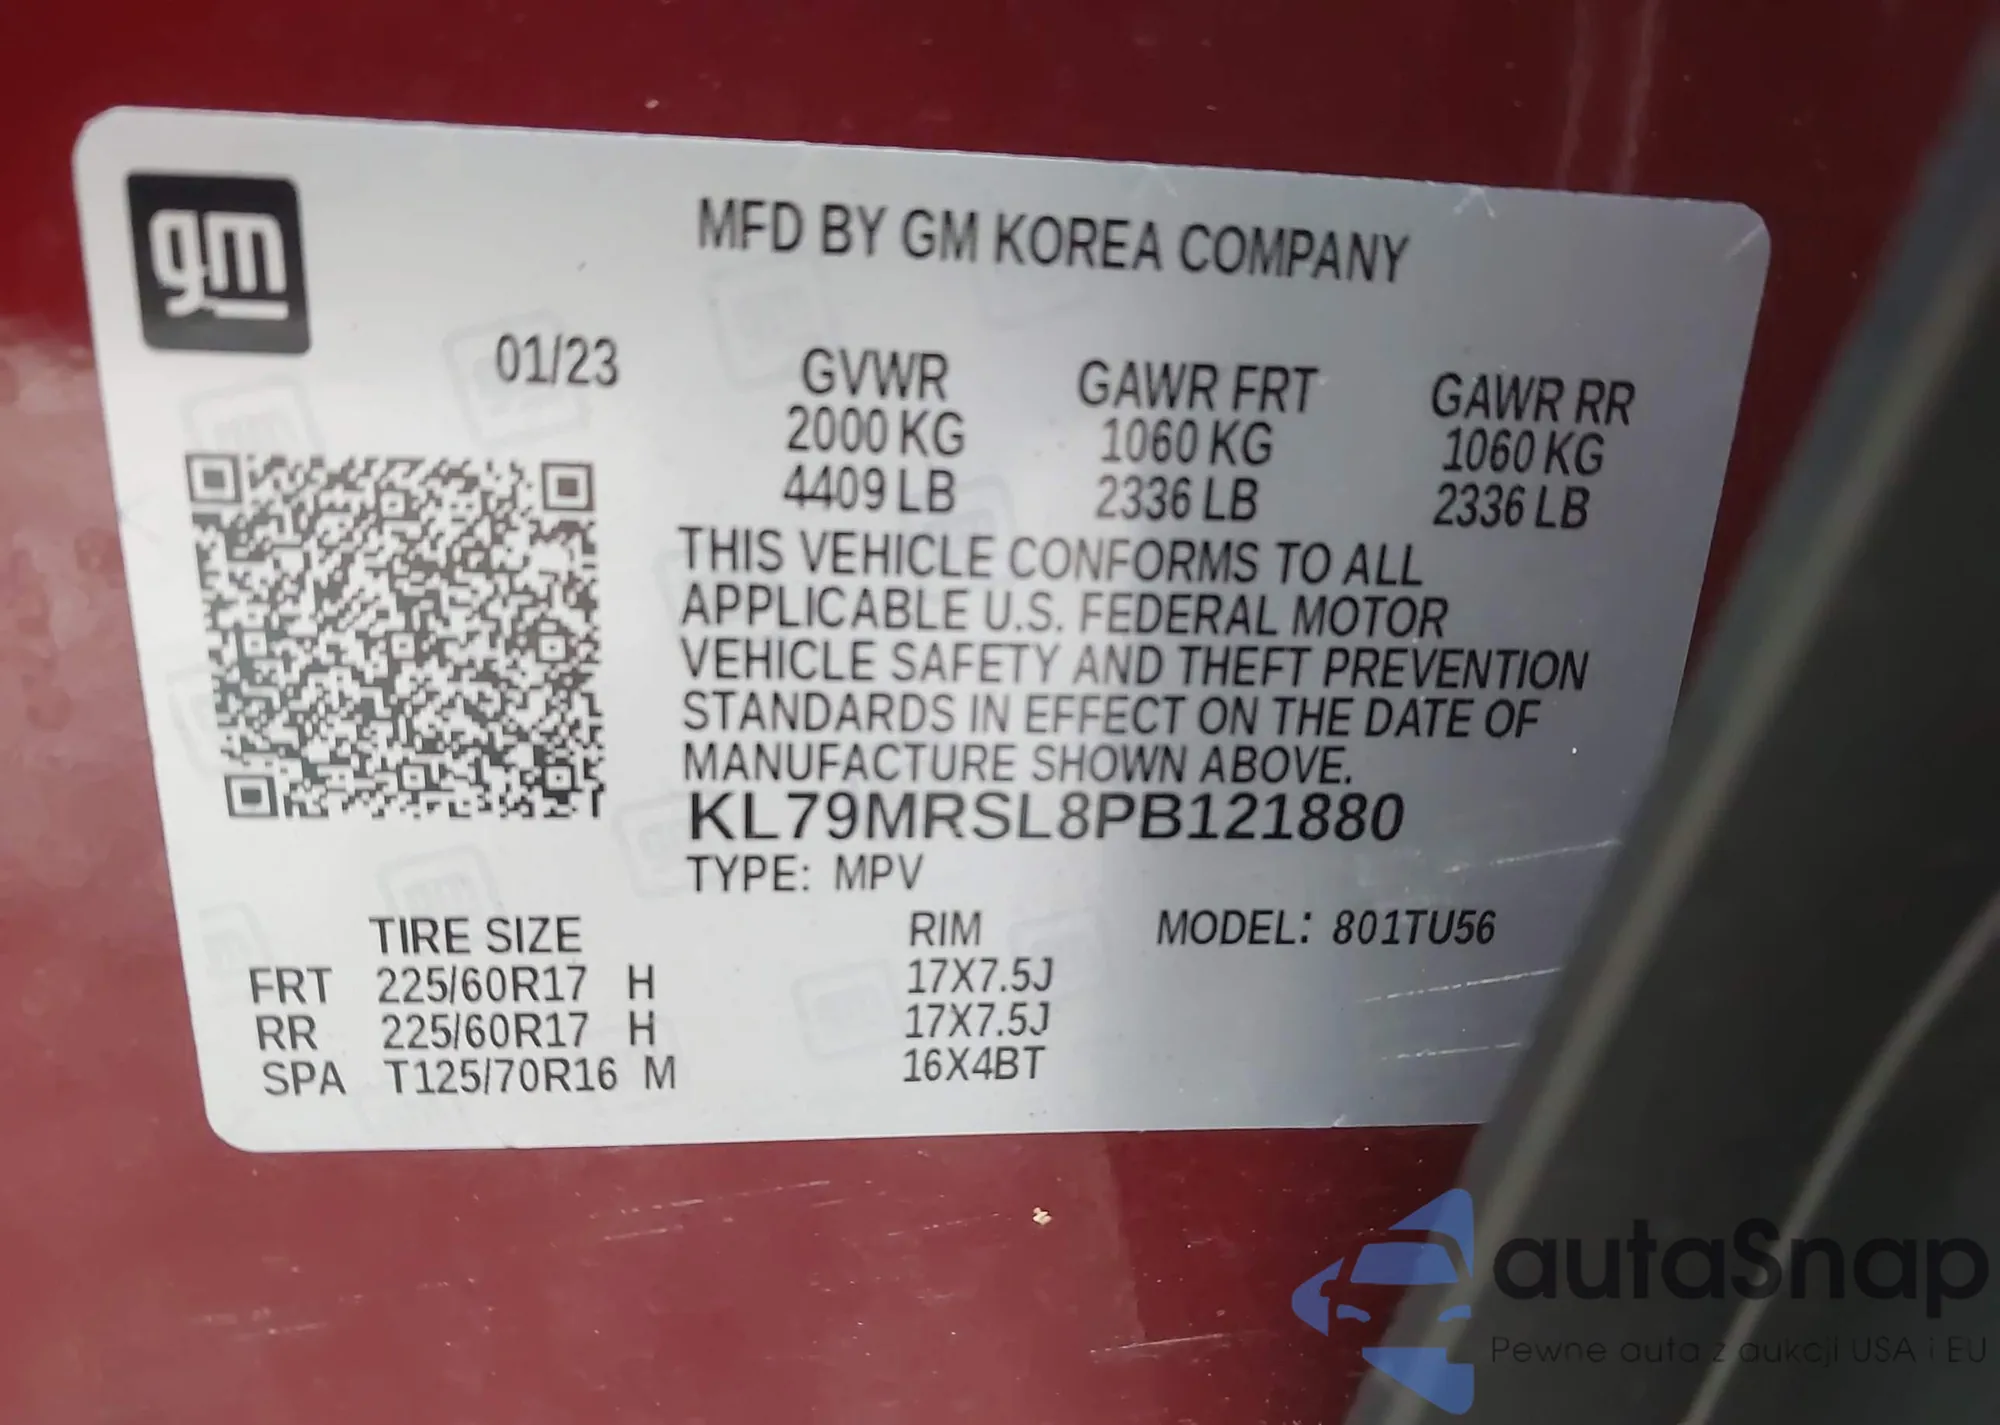 gm
MFD BY GM KOREA COMPANY
01/23
GVWR GAWR FRT GAWR RR
2000 KG 1060 KG 1060 KG
4409 LB 2336 LB 2336 LB
THIS VEHICLE CONFORMS TO ALL
APPLICABLE U.S. FEDERAL MOTOR
VEHICLE SAFETY AND THEFT PREVENTION
STANDARDS IN EFFECT ON THE DATE OF
MANUFACTURE SHOWN ABOVE.
KL79MRSL8PB121880
TYPE: MPV
TIRE SIZE RIM MODEL: 801TU56
FRT 225/60R17 H 17X7.5J
RR 225/60R17 H 17X7.5J
SPA T125/70R16 M 16X4BT
autaSnap
Pewne auta z aukcji USA i EU